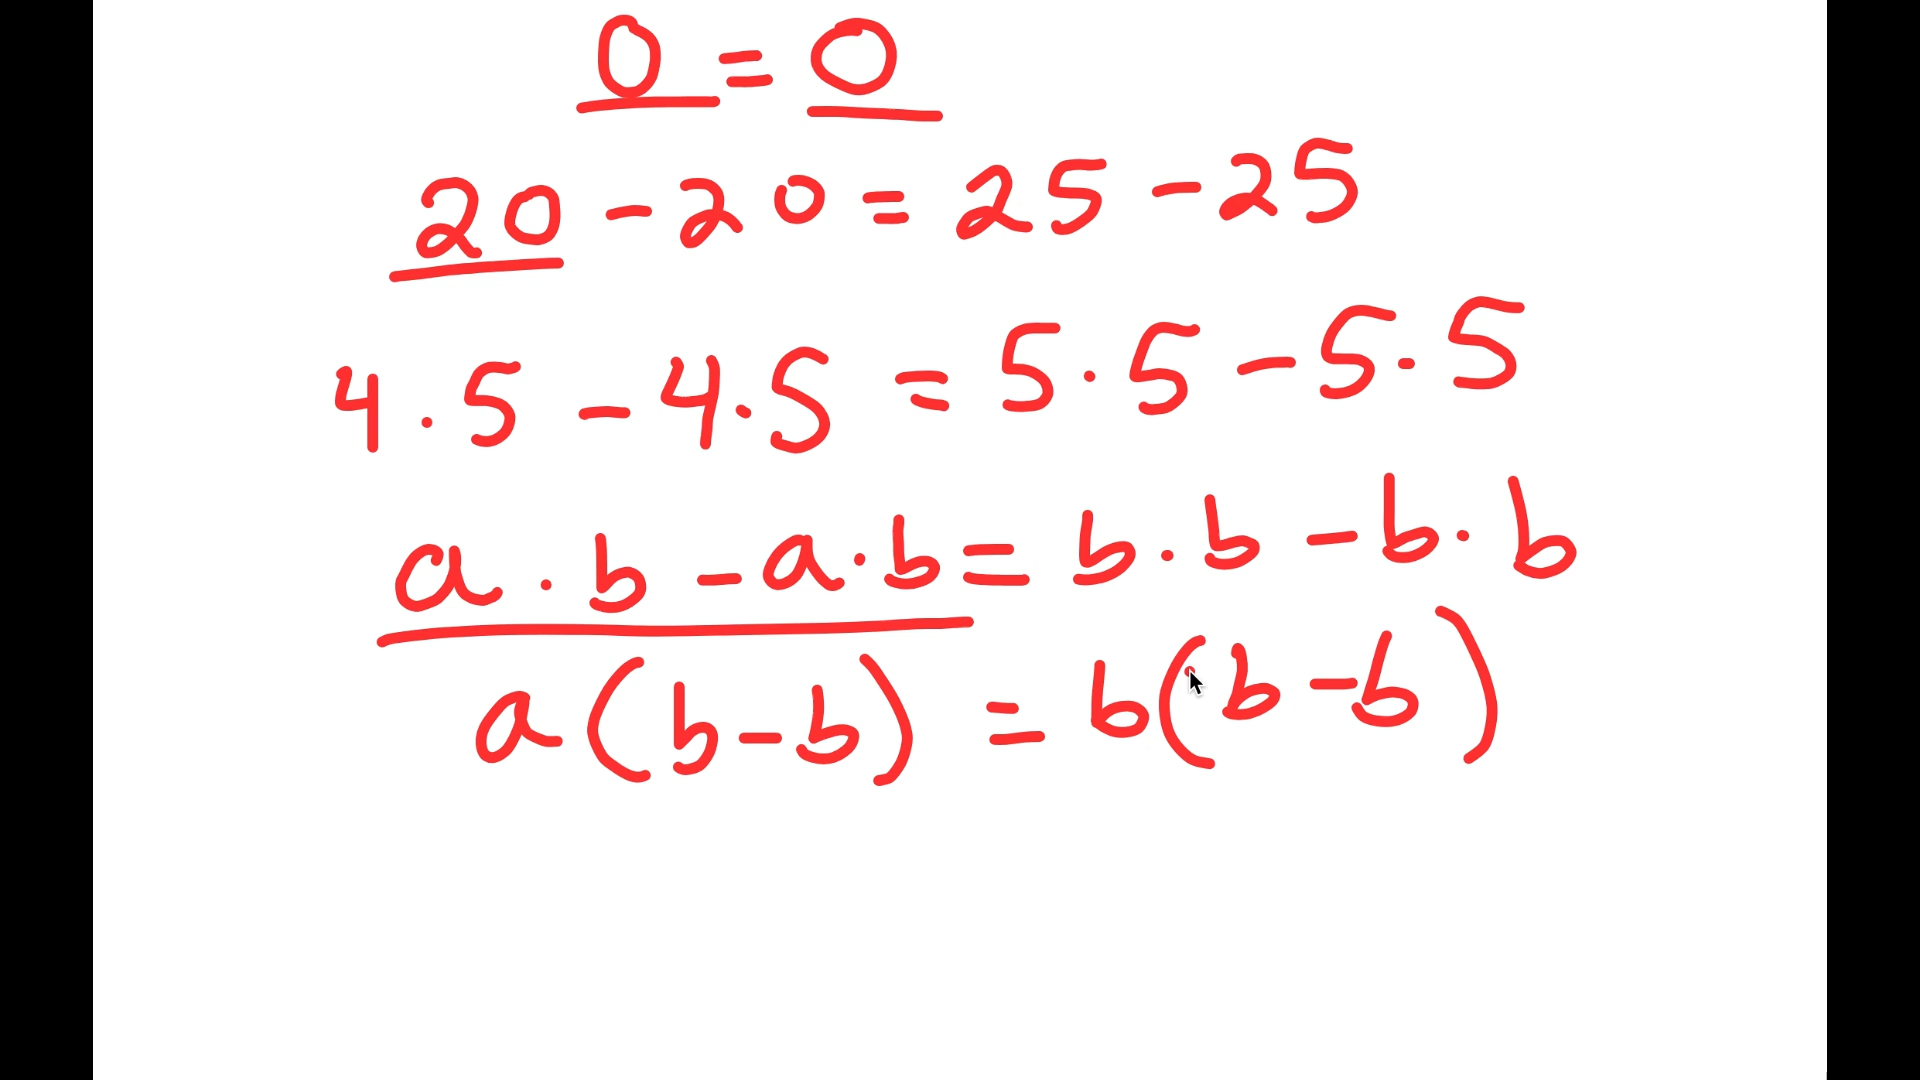 0 = 0
20 - 20 = 25 - 25
4 · 5 - 4 · 5 = 5 · 5 - 5 · 5
a · b - a · b = b · b - b · b
a(b - b) = b(b - b)